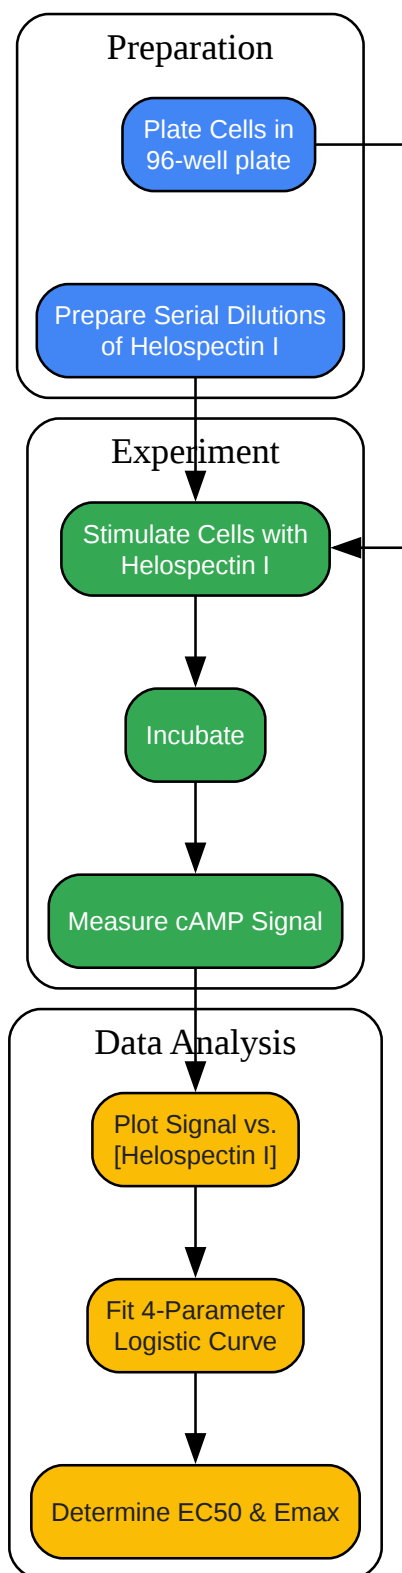 Preparation
Plate Cells in
96-well plate
Prepare Serial Dilutions
of Helospectin I
Experiment
Stimulate Cells with
Helospectin I
Incubate
Measure cAMP Signal
Data Analysis
Plot Signal vs.
[Helospectin I]
Fit 4-Parameter
Logistic Curve
Determine EC50 & Emax